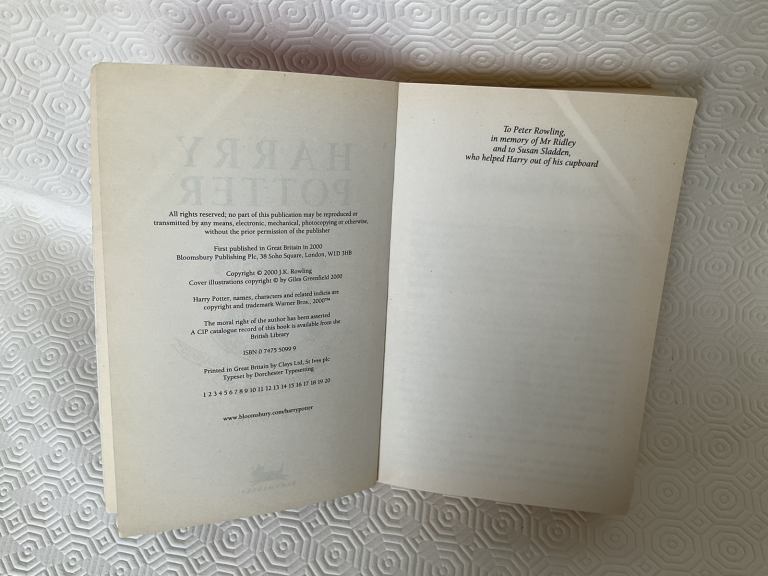 All rights reserved; no part of this publication may be reproduced or
transmitted by any means, electronic, mechanical, photocopying or otherwise,
without the prior permission of the publisher
First published in Great Britain in 2000
Bloomsbury Publishing Plc, 38 Soho Square, London, W1D 3HB
Copyright © 2000 J.K. Rowling
Cover illustrations copyright © by Giles Greenfield 2000
Harry Potter, names, characters and related indicia are
copyright and trademark Warner Bros., 2000™
The moral right of the author has been asserted
A CIP catalogue record of this book is available from the
British Library
ISBN 0 7475 5099 9
Printed in Great Britain by Clays Ltd, St Ives plc
Typeset by Dorchester Typesetting
1 2 3 4 5 6 7 8 9 10 11 12 13 14 15 16 17 18 19 20
www.bloomsbury.com/harrypotter
To Peter Rowling,
in memory of Mr Ridley
and to Susan Sladden,
who helped Harry out of his cupboard